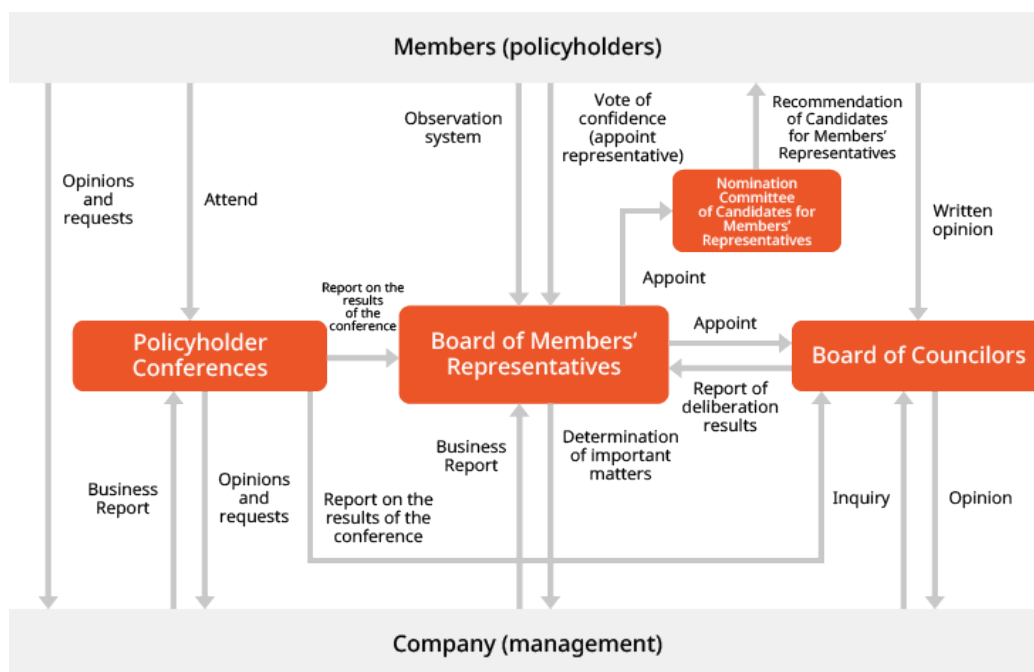 Members (policyholders)
Opinions
and
requests
Attend
Observation
system
Vote of
confidence
(appoint
representative)
Recommendation
of Candidates
for Members’
Representatives
Nomination
Committee
of Candidates for
Members’
Representatives
Written
opinion
Appoint
Report on the
results
of the
conference
Policyholder
Conferences
Board of Members’
Representatives
Appoint
Board of Councilors
Report of
deliberation
results
Business
Report
Opinions
and
requests
Report on the
results of the
conference
Business
Report
Determination
of important
matters
Inquiry
Opinion
Company (management)